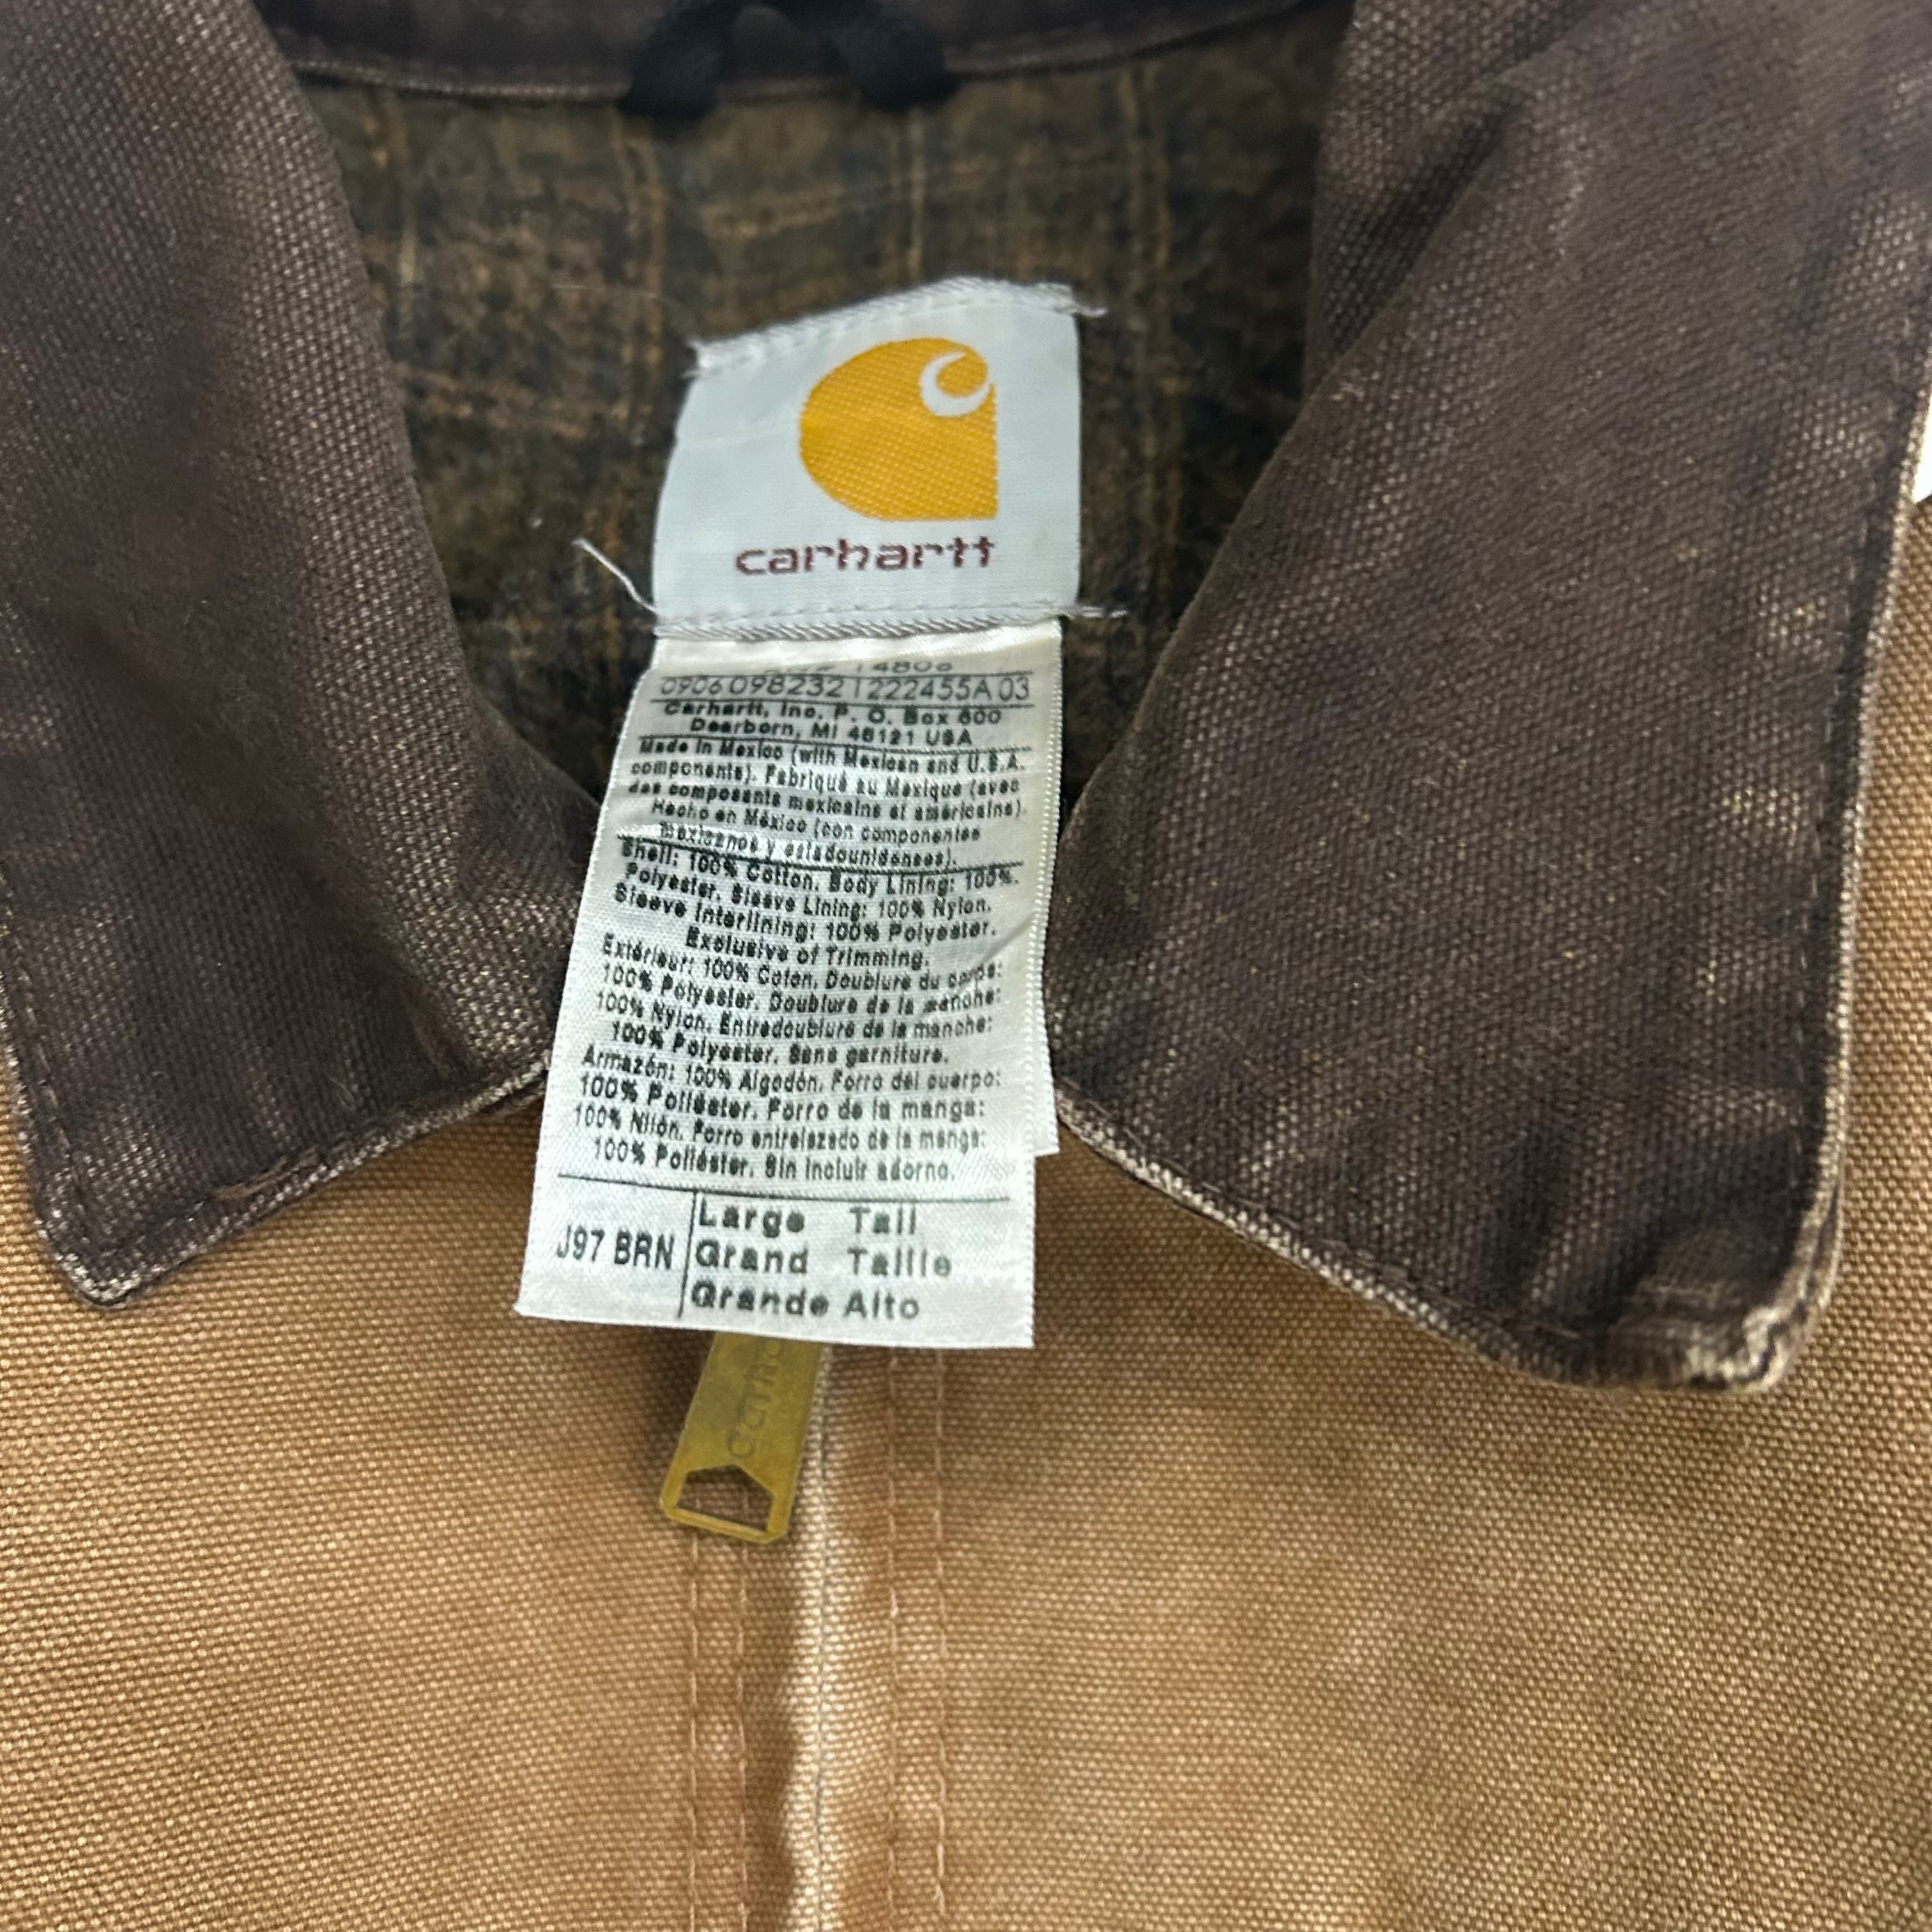 carhartt
0906 098232 1222455A 03
Carhartt, Inc. P. O. Box 600
Dearborn, MI 48121 USA
Made in Mexico (with Mexican and U.S.A.
components). Fabriqué au Mexique (avec
des composants mexicains et américains).
Hecho en México (con componentes
mexicanos y estadounidenses).
Shell: 100% Cotton. Body Lining: 100%
Polyester. Sleeve Lining: 100% Nylon.
Sleeve Interlining: 100% Polyester.
Exclusive of Trimming.
Extérieur: 100% Coton. Doublure du corps:
100% Polyester. Doublure de la manche:
100% Nylon. Entredoublure de la manche:
100% Polyester. Sans garniture.
Armazón: 100% Algodón. Forro del cuerpo:
100% Poliéster. Forro de la manga:
100% Nilón. Forro entrelazado de la manga:
100% Poliéster. Sin incluir adorno.
J97 BRN
Large Tall
Grand Taille
Grande Alto